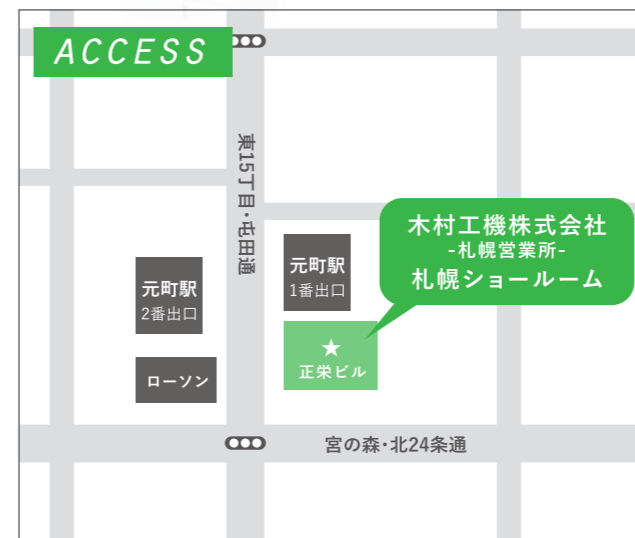 ACCESS
東15丁目・屯田通
木村工機株式会社
-札幌営業所-
札幌ショールーム
元町駅
1番出口
元町駅
2番出口
★
正栄ビル
ローソン
宮の森・北24条通